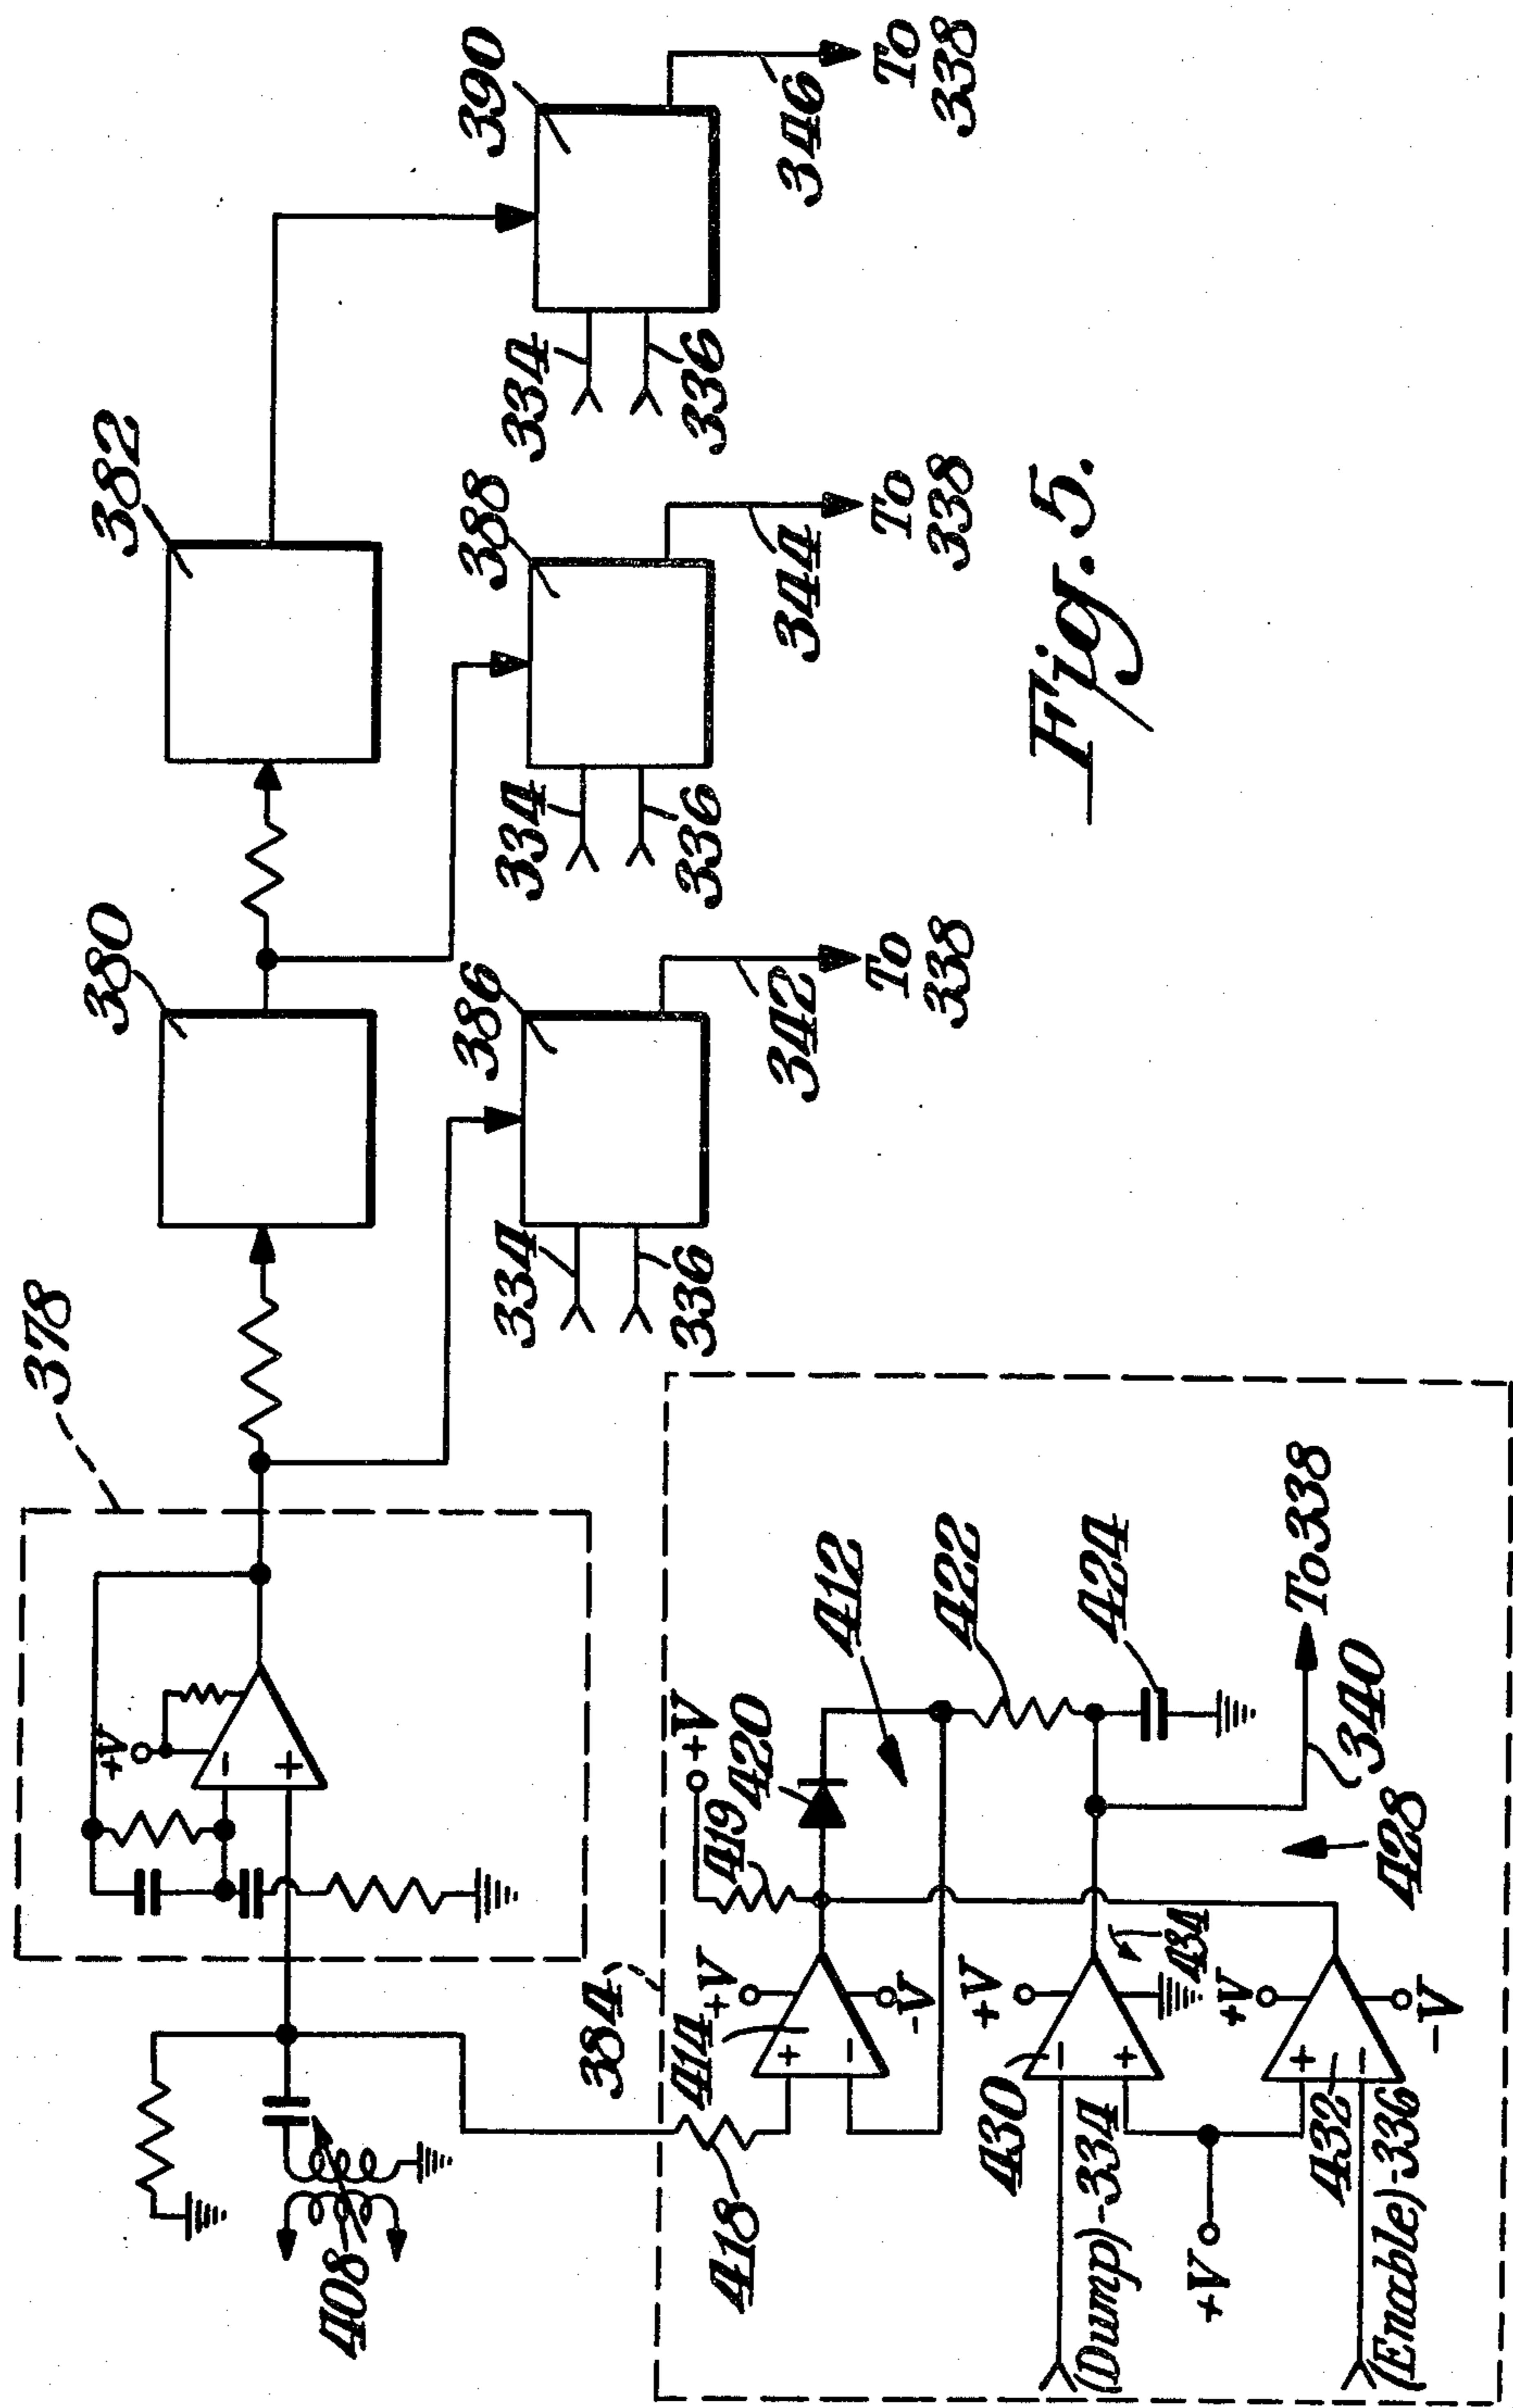 378
380
382
+V
-
+
408
384
334
336
386
342
To
338
334
336
388
344
To
338
334
336
390
346
To
338
418
414
+V
+
-
-V
419
+V
420
412
422
424
430
-
+
+V
434
(Dump)-334
+V
432
+
-
+V
-V
(Enable)-336
428
340
To 338
Fig. 5.